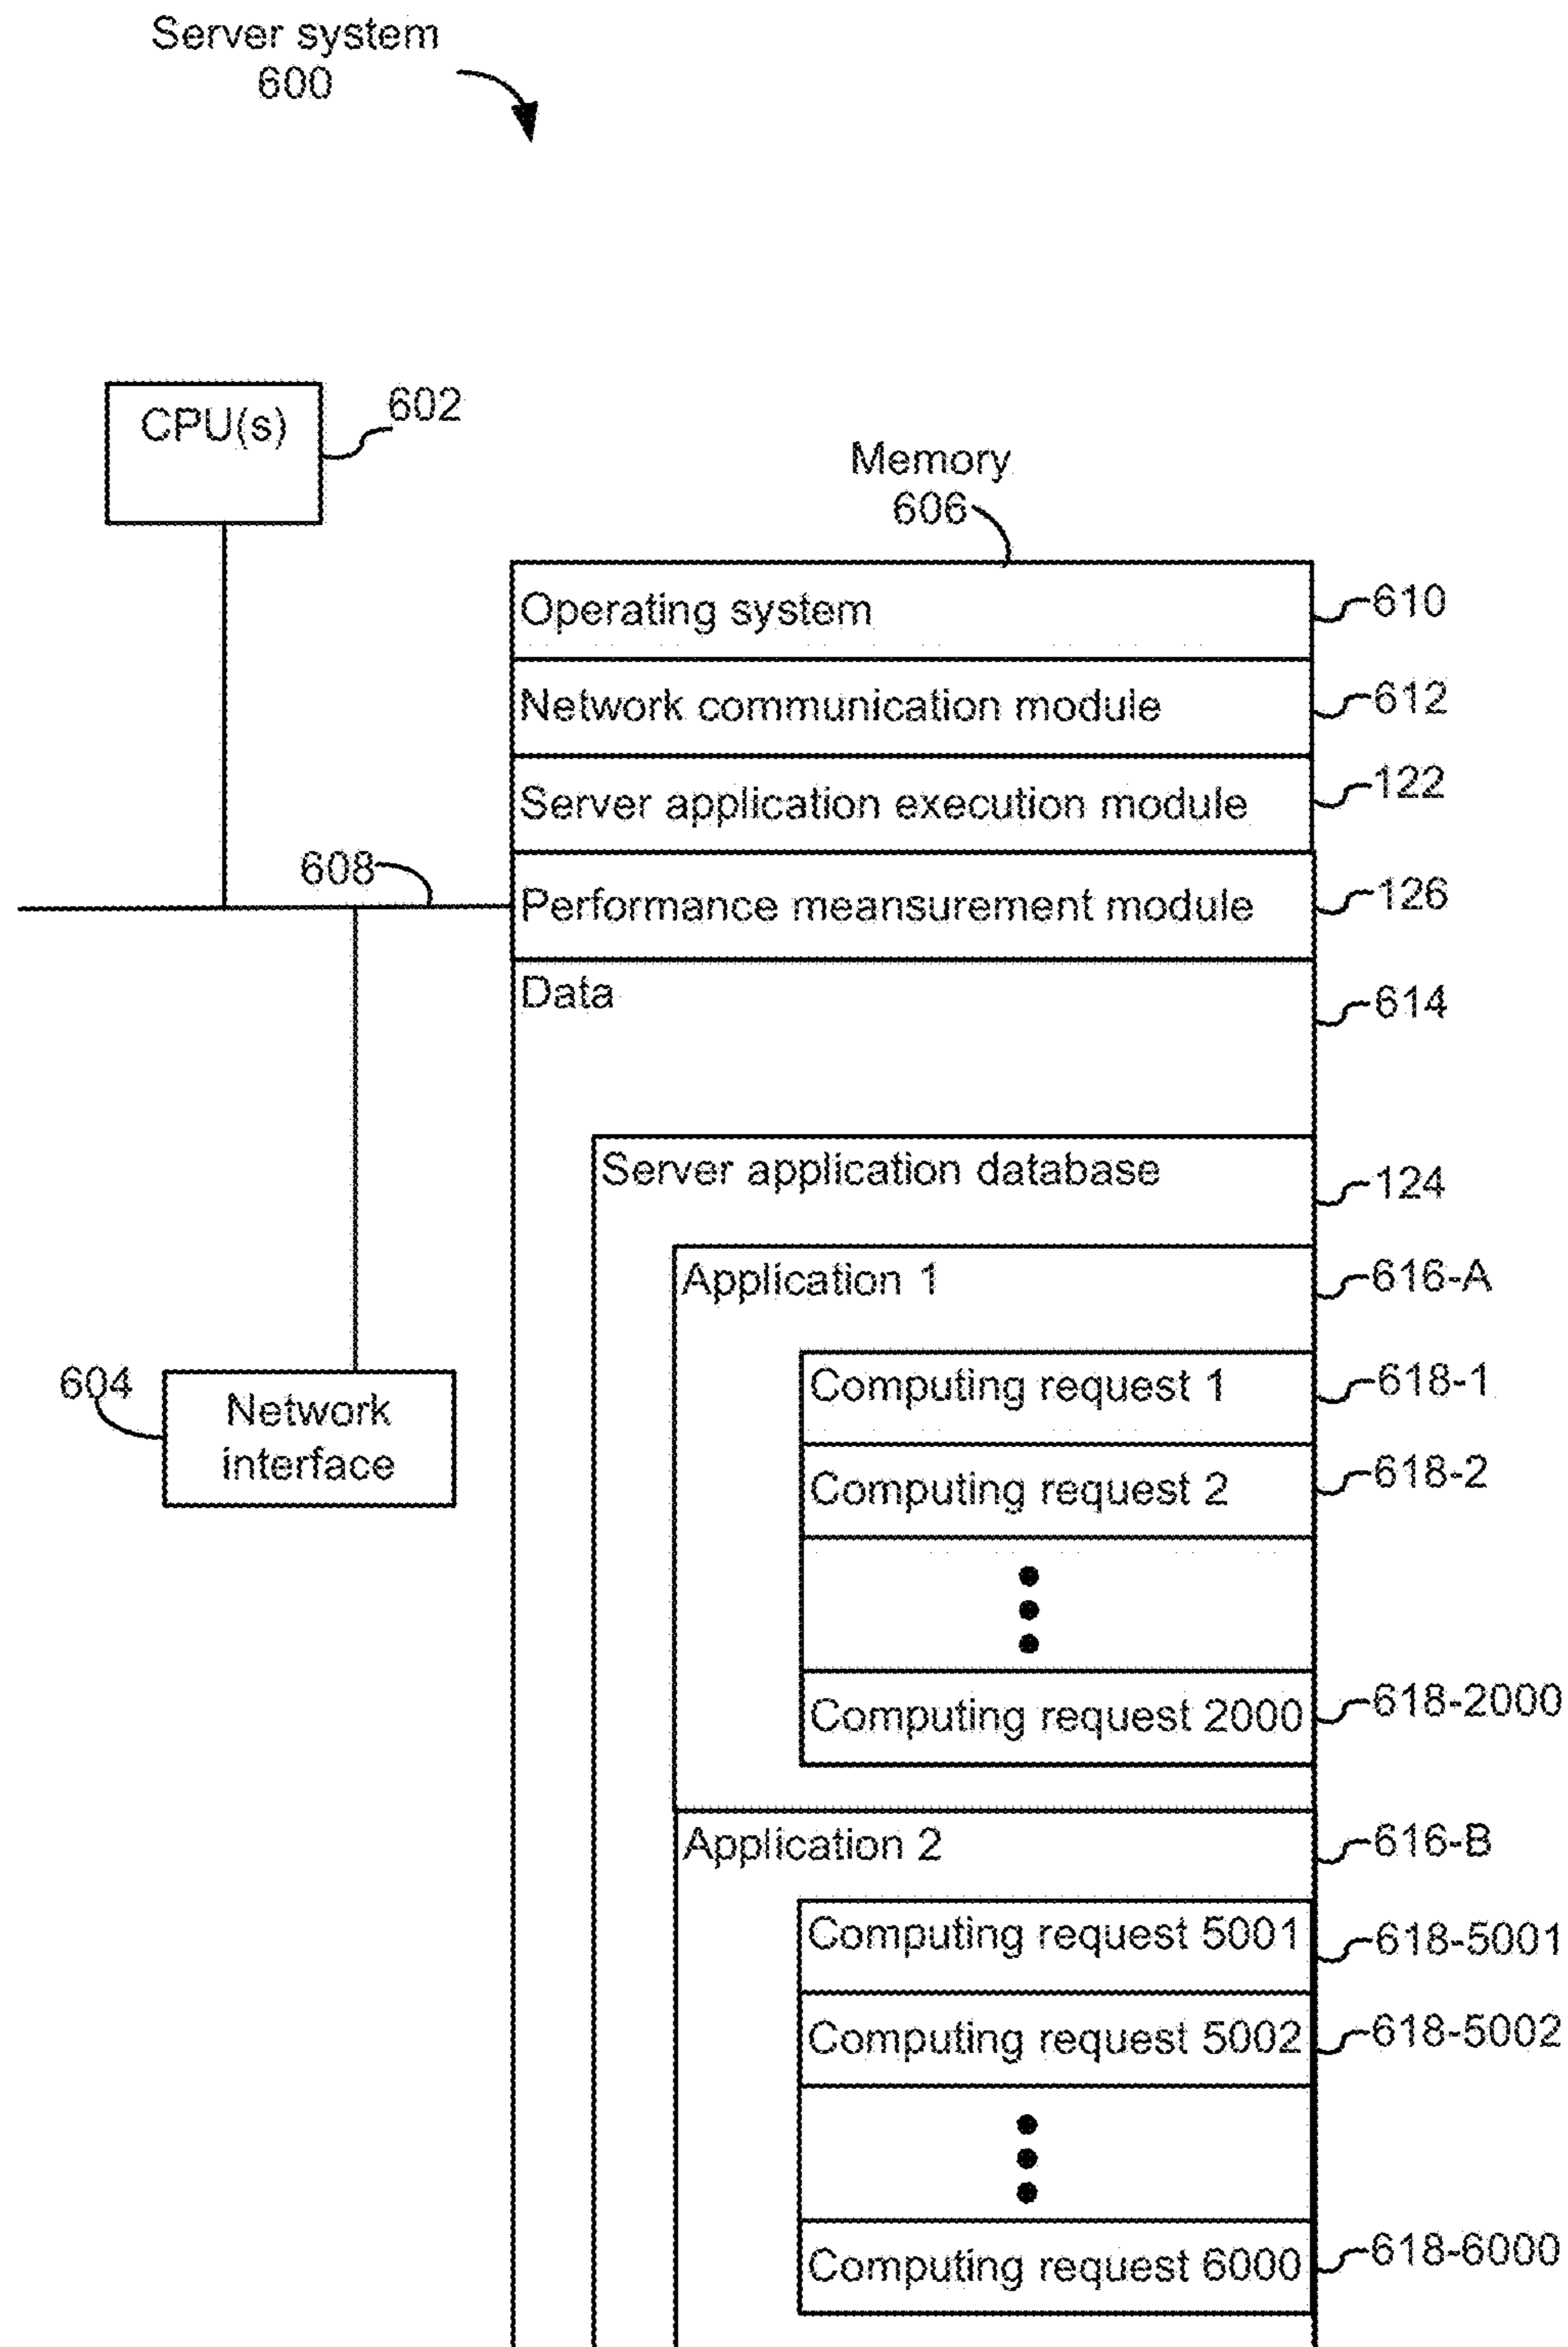 Server system
600
CPU(s)
602
Memory
606
Operating system
610
Network communication module
612
Server application execution module
122
608
Performance meansurement module
126
Data
614
Server application database
124
Application 1
616-A
Computing request 1
618-1
604
Network
interface
Computing request 2
618-2
Computing request 2000
618-2000
Application 2
616-B
Computing request 5001
618-5001
Computing request 5002
618-5002
Computing request 6000
618-6000